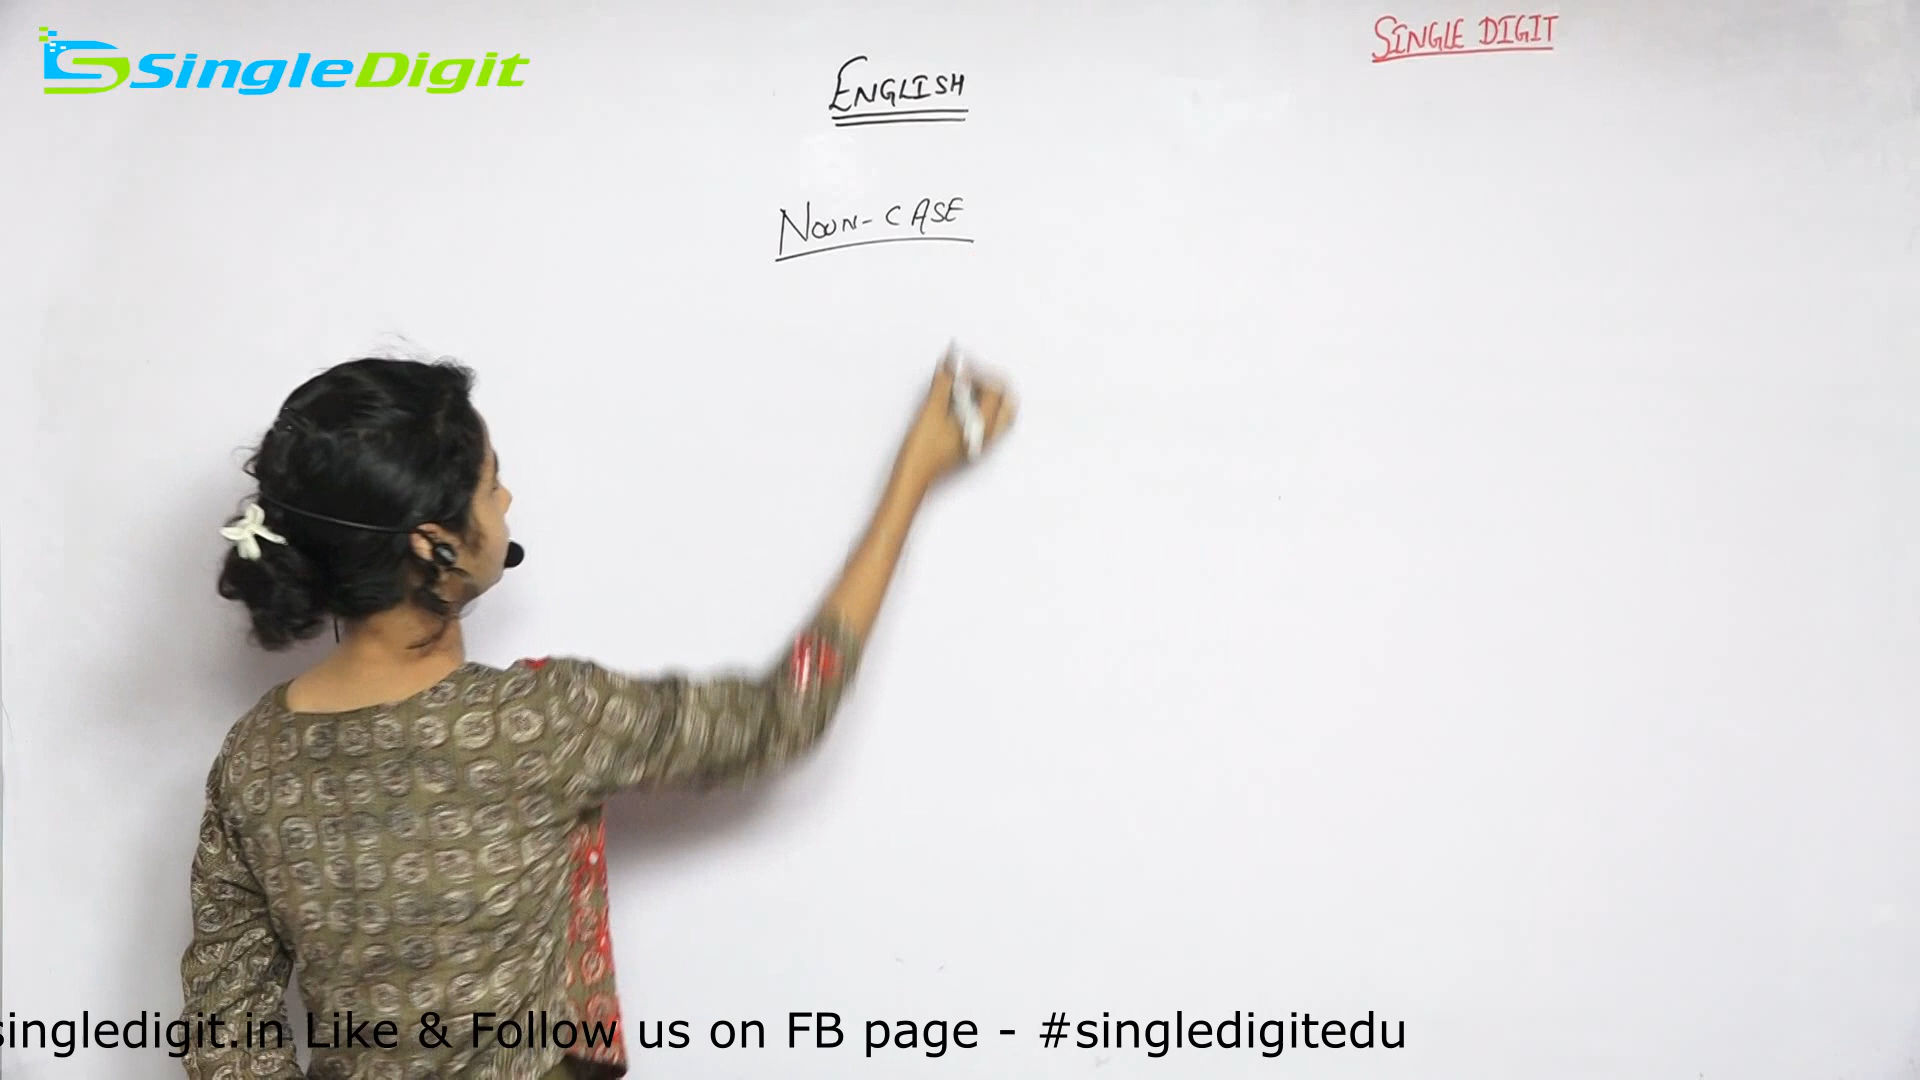 SingleDigit
SINGLE DIGIT
ENGLISH
NOUN-CASE
singledigit.in Like & Follow us on FB page - #singledigitedu